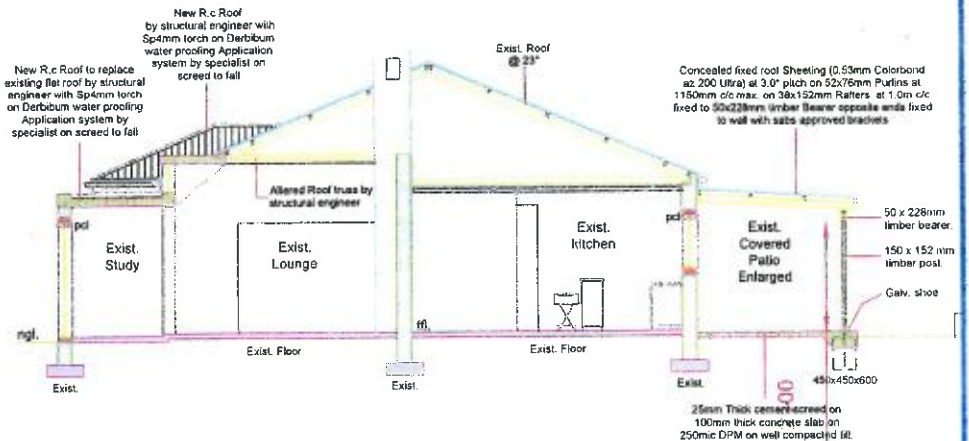 New R.c Roof
by structural engineer with
Sp4mm torch on Derbibum
water proofing Application
system by specialist on
screed to fall
New R.c Roof to replace
existing flat roof by structural
engineer with Sp4mm torch
on Derbibum water proofing
Application system by
specialist on screed to fall
Exist. Roof
@ 23°
Concealed fixed roof Sheeting (0,53mm Colorbond
az 200 Ultra) at 3.0° pitch on 52x76mm Purlins at
1150mm c/c max. on 38x152mm Rafters at 1.0m c/c
fixed to 50x228mm timber Bearer opposite ends fixed
to wall with sabs approved brackets
Altered Roof truss by
structural engineer
pcl
pcl
Exist.
Study
Exist.
Lounge
Exist.
kitchen
Exist.
Covered
Patio
Enlarged
50 x 228mm
timber bearer.
150 x 152 mm
timber post.
Galv. shoe
ngl.
ffl.
Exist. Floor
Exist. Floor
Exist.
Exist.
Exist.
450x450x600
25mm Thick cement screed on
100mm thick concrete slab on
250mic DPM on well compacted fill.